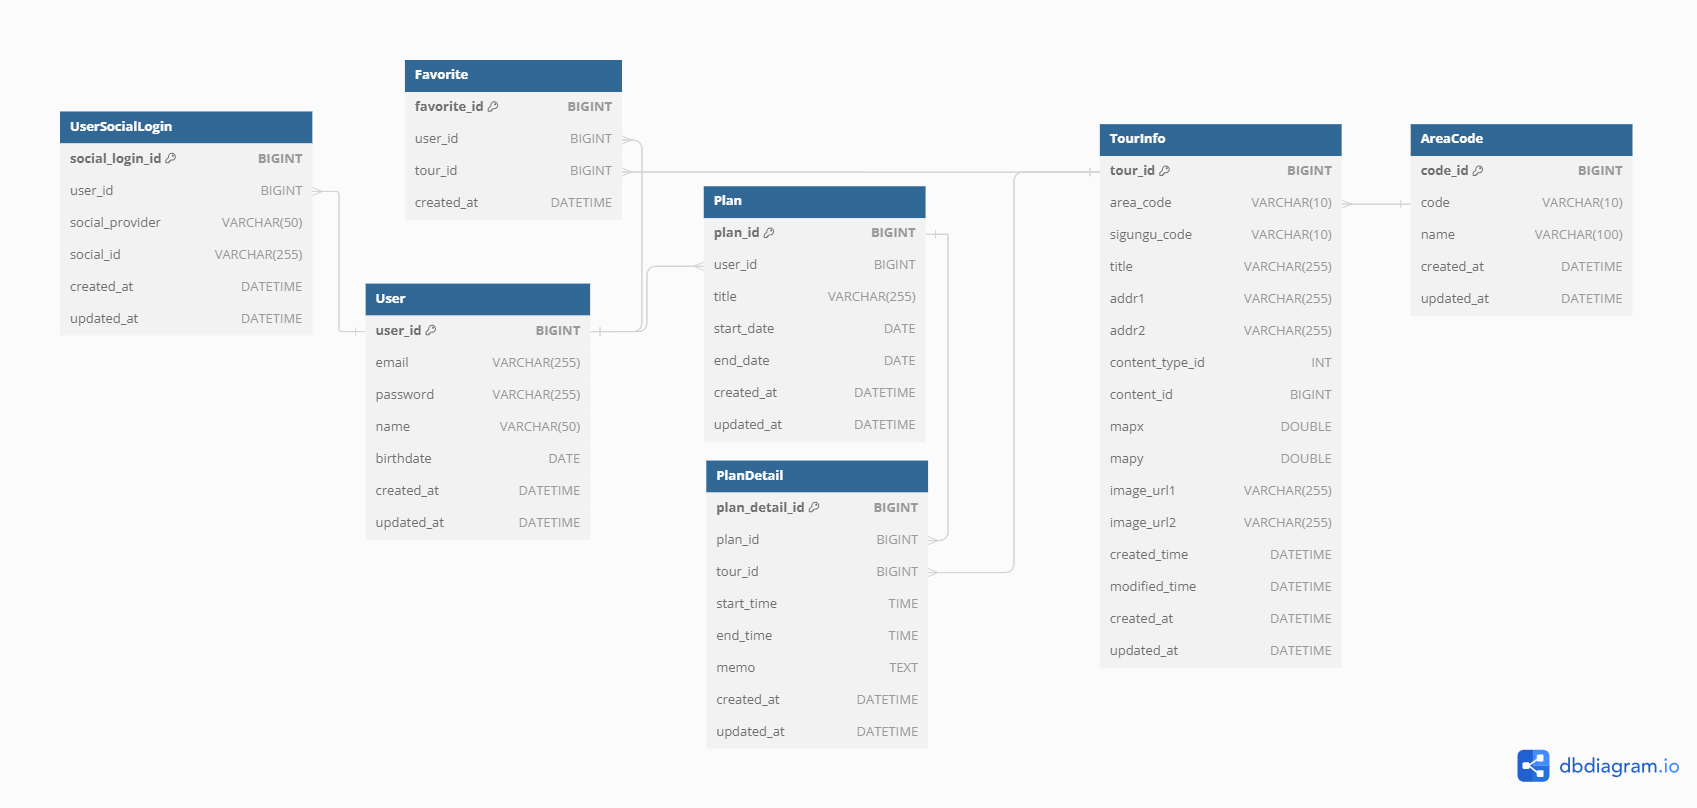 Favorite
favorite_id BIGINT
user_id BIGINT
tour_id BIGINT
created_at DATETIME
UserSocialLogin
social_login_id BIGINT
user_id BIGINT
social_provider VARCHAR(50)
social_id VARCHAR(255)
created_at DATETIME
updated_at DATETIME
User
user_id BIGINT
email VARCHAR(255)
password VARCHAR(255)
name VARCHAR(50)
birthdate DATE
created_at DATETIME
updated_at DATETIME
Plan
plan_id BIGINT
user_id BIGINT
title VARCHAR(255)
start_date DATE
end_date DATE
created_at DATETIME
updated_at DATETIME
PlanDetail
plan_detail_id BIGINT
plan_id BIGINT
tour_id BIGINT
start_time TIME
end_time TIME
memo TEXT
created_at DATETIME
updated_at DATETIME
TourInfo
tour_id BIGINT
area_code VARCHAR(10)
sigungu_code VARCHAR(10)
title VARCHAR(255)
addr1 VARCHAR(255)
addr2 VARCHAR(255)
content_type_id INT
content_id BIGINT
mapx DOUBLE
mapy DOUBLE
image_url1 VARCHAR(255)
image_url2 VARCHAR(255)
created_time DATETIME
modified_time DATETIME
created_at DATETIME
updated_at DATETIME
AreaCode
code_id BIGINT
code VARCHAR(10)
name VARCHAR(100)
created_at DATETIME
updated_at DATETIME
dbdiagram.io